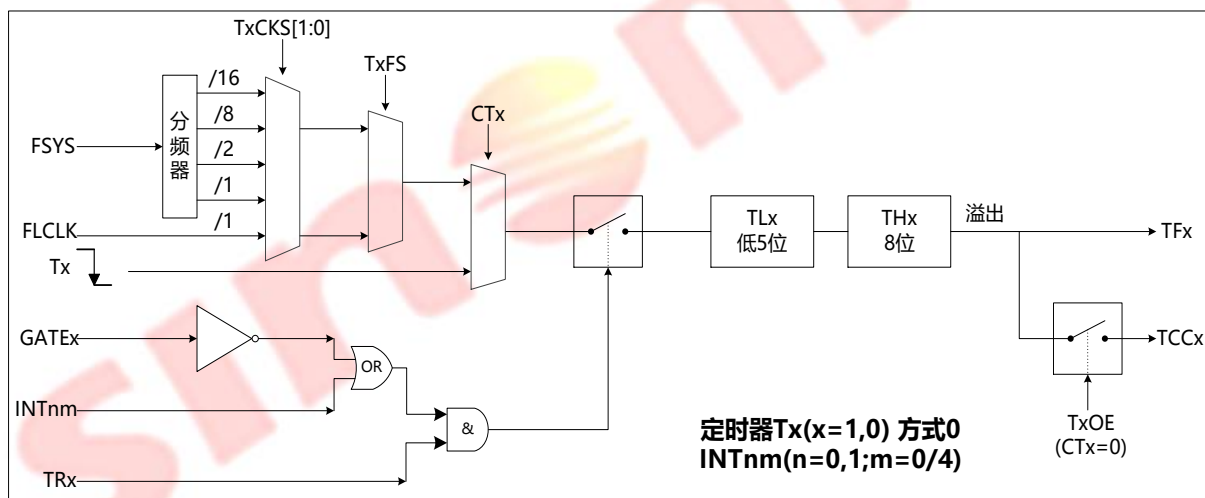 TxCKS[1:0]
TxFS
CTx
/16
/8
/2
/1
/1
分频器
FSYS
FLCLK
Tx
TLx
低5位
THx
8位
溢出
TFx
TCCx
GATEx
OR
INTnm
&
TRx
TxOE
(CTx=0)
定时器Tx(x=1,0) 方式0
INTnm(n=0,1;m=0/4)